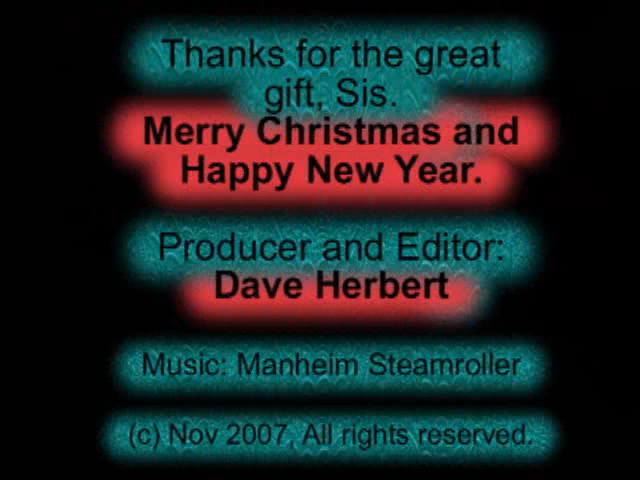 Thanks for the great
gift, Sis.
Merry Christmas and
Happy New Year.
Producer and Editor:
Dave Herbert
Music: Manheim Steamroller
(c) Nov 2007, All rights reserved.